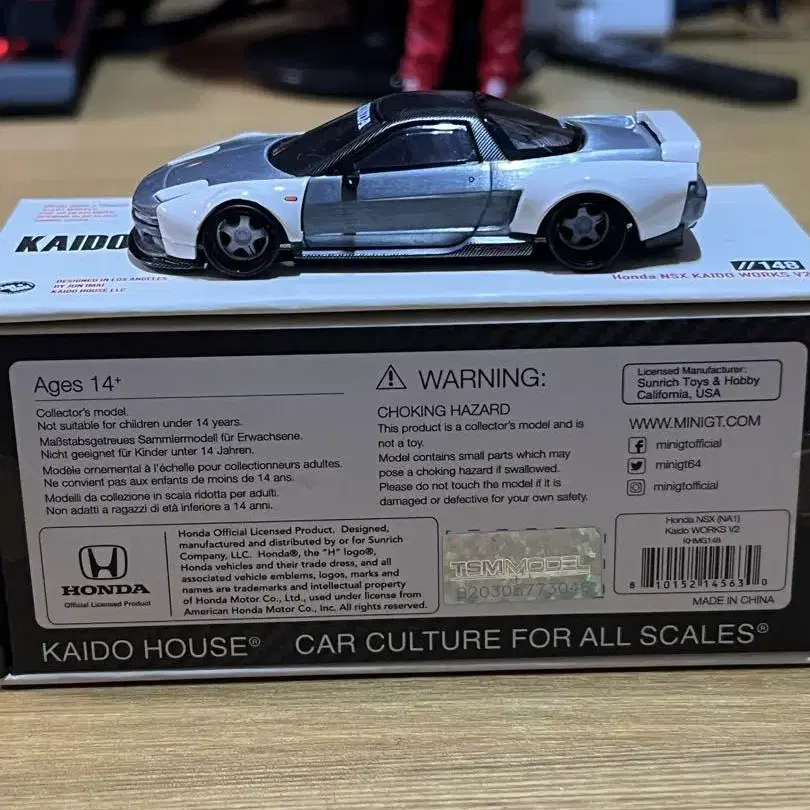 KAIDO
DESIGNED IN LOS ANGELES
BY JUN IMAI
KAIDO HOUSE LLC
//148
Honda NSX KAIDO WORKS V2
Ages 14+
Collector's model.
Not suitable for children under 14 years.
Maßstabsgetreues Sammlermodell für Erwachsene.
Nicht geeignet für Kinder unter 14 Jahren.
Modèle ornemental à l'échelle pour collectionneurs adultes.
Ne convient pas aux enfants de moins de 14 ans.
Modelli da collezione in scala ridotta per adulti.
Non adatti a ragazzi di età inferiore a 14 anni.
WARNING:
CHOKING HAZARD
This product is a collector's model and is
not a toy.
Model contains small parts which may
pose a choking hazard if swallowed.
Please do not touch the model if it is
damaged or defective for your own safety.
Licensed Manufacturer:
Sunrich Toys & Hobby
California, USA
WWW.MINIGT.COM
minigtofficial
minigt64
minigtofficial
HONDA
Official Licensed Product
Honda Official Licensed Product. Designed,
manufactured and distributed by or for Sunrich
Company, LLC. Honda®, the "H" logo®,
Honda vehicles and their trade dress, and all
associated vehicle emblems, logos, marks and
names are trademarks and intellectual property
of Honda Motor Co., Ltd., used under license from
American Honda Motor Co., Inc. All rights reserved.
TSMMODEL
Honda NSX (NA1)
Kaido WORKS V2
KHMG148
8 10152 14563 0
MADE IN CHINA
KAIDO HOUSE® CAR CULTURE FOR ALL SCALES®